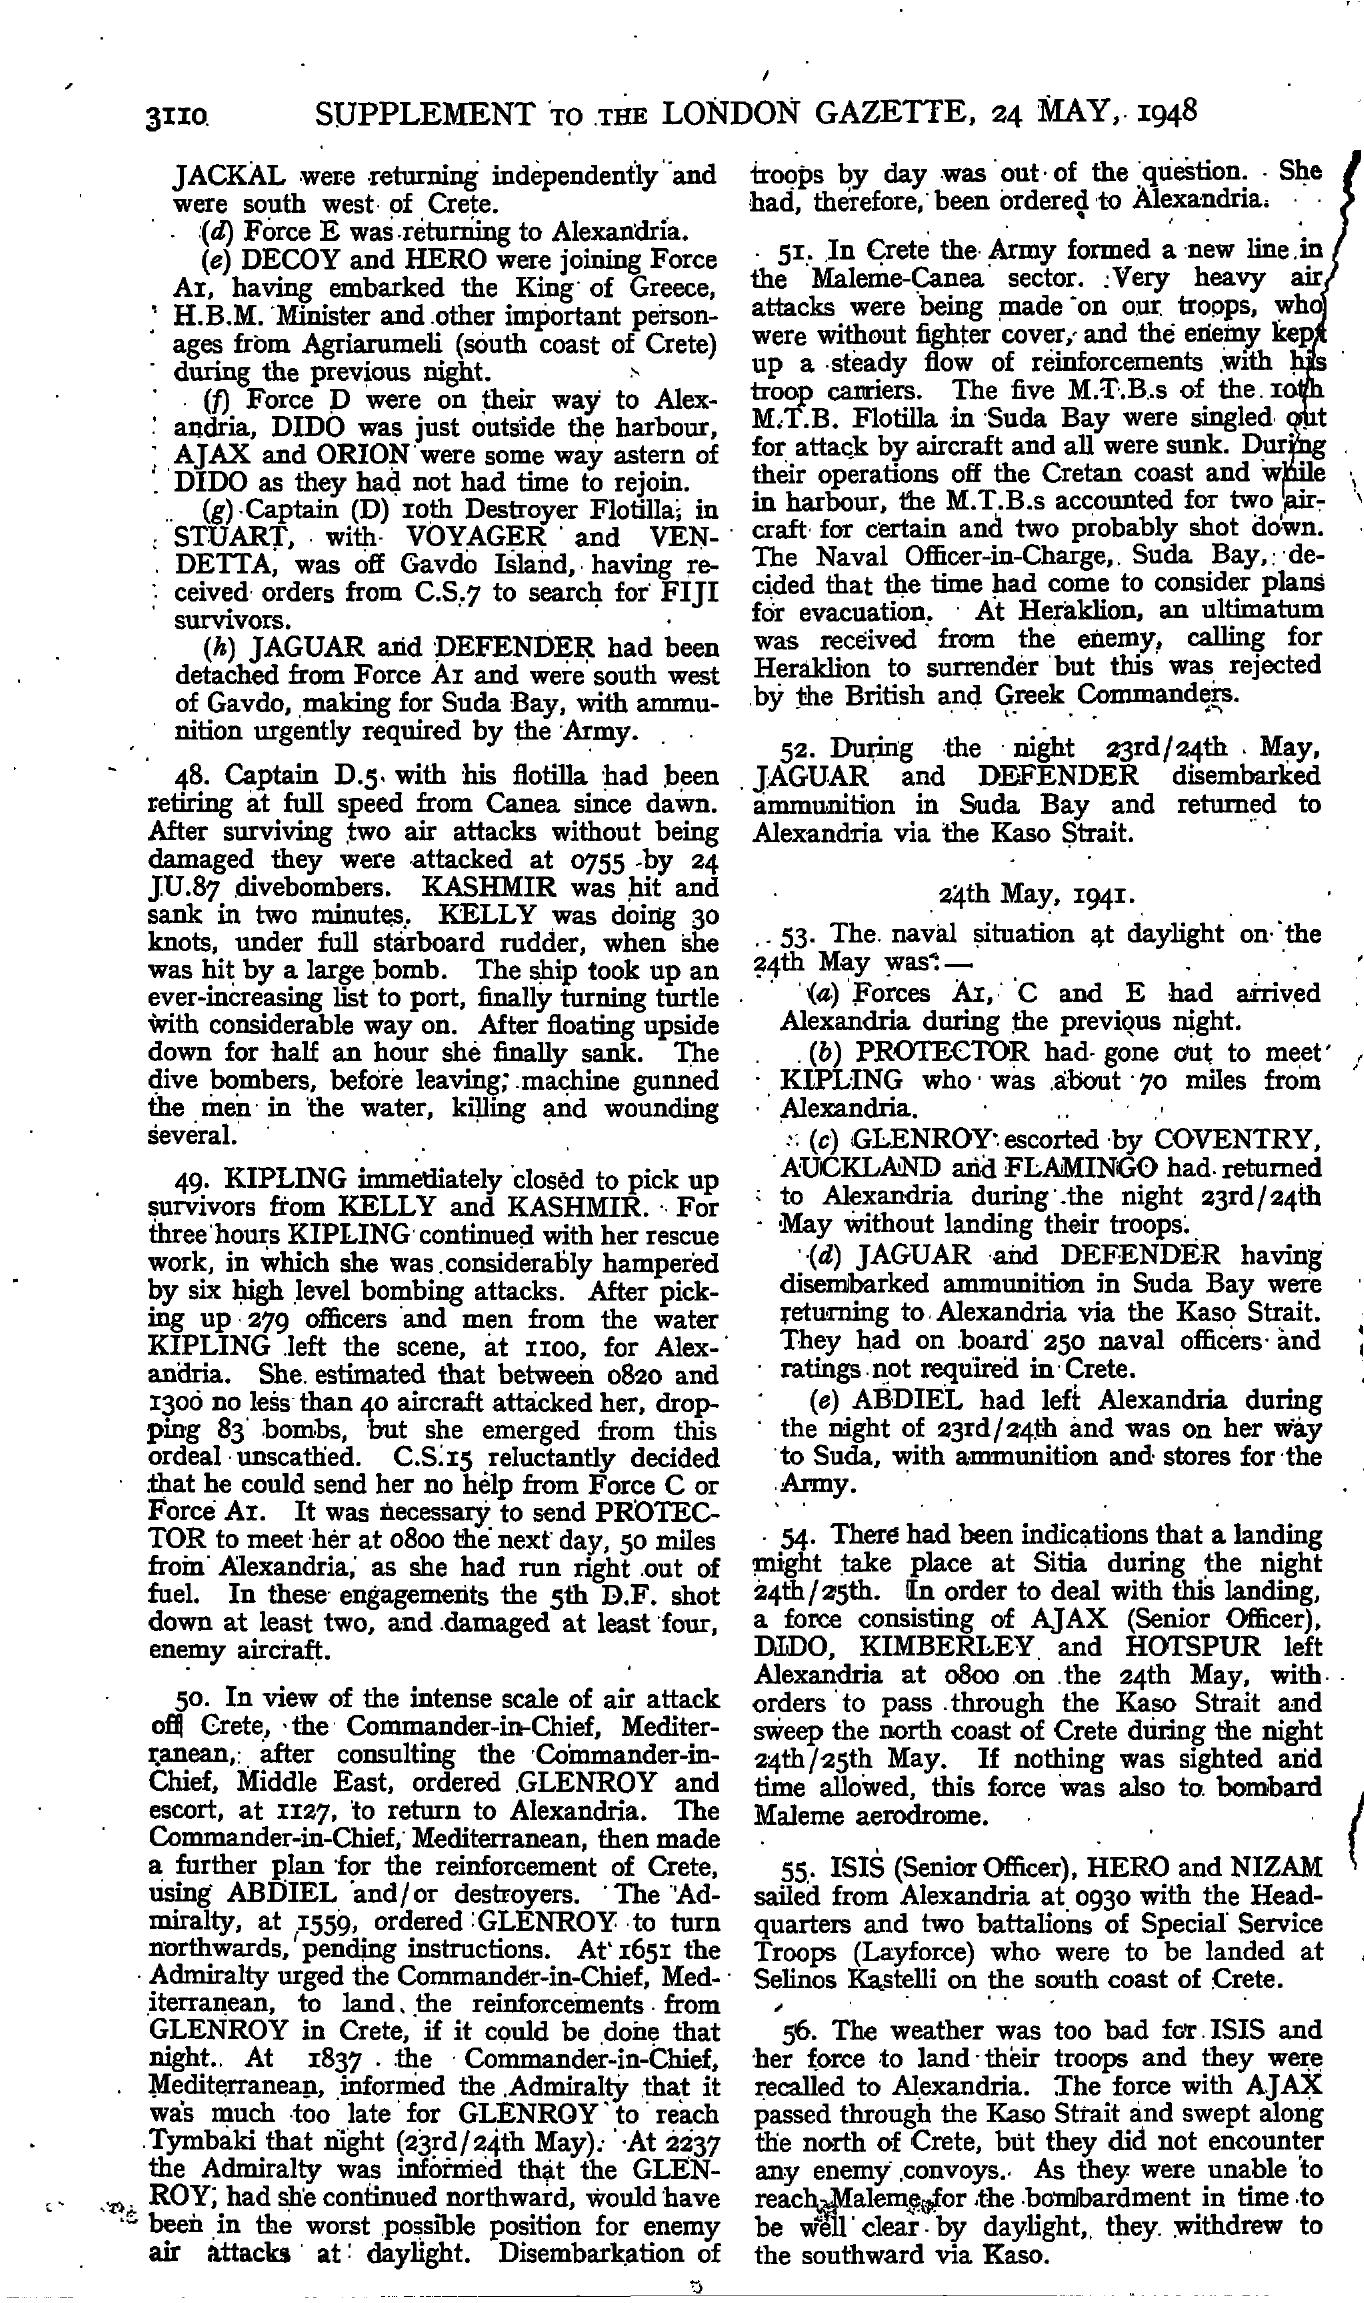 3110 SUPPLEMENT TO THE LONDON GAZETTE, 24 MAY, 1948
JACKAL were returning independently and
were south west of Crete.
(d) Force E was returning to Alexandria.
(e) DECOY and HERO were joining Force
A1, having embarked the King of Greece,
H.B.M. Minister and other important person-
ages from Agriarumeli (south coast of Crete)
during the previous night.
(f) Force D were on their way to Alex-
andria, DIDO was just outside the harbour,
AJAX and ORION were some way astern of
DIDO as they had not had time to rejoin.
(g) Captain (D) 10th Destroyer Flotilla, in
STUART, with VOYAGER and VEN-
DETTA, was off Gavdo Island, having re-
ceived orders from C.S.7 to search for FIJI
survivors.
(h) JAGUAR and DEFENDER had been
detached from Force A1 and were south west
of Gavdo, making for Suda Bay, with ammu-
nition urgently required by the Army.
48. Captain D.5 with his flotilla had been
retiring at full speed from Canea since dawn.
After surviving two air attacks without being
damaged they were attacked at 0755 by 24
J.U.87 divebombers. KASHMIR was hit and
sank in two minutes. KELLY was doing 30
knots, under full starboard rudder, when she
was hit by a large bomb. The ship took up an
ever-increasing list to port, finally turning turtle
with considerable way on. After floating upside
down for half an hour she finally sank. The
dive bombers, before leaving, machine gunned
the men in the water, killing and wounding
several.
49. KIPLING immediately closed to pick up
survivors from KELLY and KASHMIR. For
three hours KIPLING continued with her rescue
work, in which she was considerably hampered
by six high level bombing attacks. After pick-
ing up 279 officers and men from the water
KIPLING left the scene, at 1100, for Alex-
andria. She estimated that between 0820 and
1300 no less than 40 aircraft attacked her, drop-
ping 83 bombs, but she emerged from this
ordeal unscathed. C.S.15 reluctantly decided
that he could send her no help from Force C or
Force A1. It was necessary to send PROTEC-
TOR to meet her at 0800 the next day, 50 miles
from Alexandria, as she had run right out of
fuel. In these engagements the 5th D.F. shot
down at least two, and damaged at least four,
enemy aircraft.
50. In view of the intense scale of air attack
off Crete, the Commander-in-Chief, Mediter-
ranean, after consulting the Commander-in-
Chief, Middle East, ordered GLENROY and
escort, at 1127, to return to Alexandria. The
Commander-in-Chief, Mediterranean, then made
a further plan for the reinforcement of Crete,
using ABDIEL and/or destroyers. The Ad-
miralty, at 1559, ordered GLENROY to turn
northwards, pending instructions. At 1651 the
Admiralty urged the Commander-in-Chief, Med-
iterranean, to land the reinforcements from
GLENROY in Crete, if it could be done that
night. At 1837 the Commander-in-Chief,
Mediterranean, informed the Admiralty that it
was much too late for GLENROY to reach
Tymbaki that night (23rd/24th May). At 2237
the Admiralty was informed that the GLEN-
ROY, had she continued northward, would have
been in the worst possible position for enemy
air attacks at daylight. Disembarkation of
troops by day was out of the question. She
had, therefore, been ordered to Alexandria.
51. In Crete the Army formed a new line in
the Maleme-Canea sector. Very heavy air
attacks were being made on our troops, who
were without fighter cover, and the enemy kept
up a steady flow of reinforcements with his
troop carriers. The five M.T.B.s of the 10th
M.T.B. Flotilla in Suda Bay were singled out
for attack by aircraft and all were sunk. During
their operations off the Cretan coast and while
in harbour, the M.T.B.s accounted for two air-
craft for certain and two probably shot down.
The Naval Officer-in-Charge, Suda Bay, de-
cided that the time had come to consider plans
for evacuation. At Heraklion, an ultimatum
was received from the enemy, calling for
Heraklion to surrender but this was rejected
by the British and Greek Commanders.
52. During the night 23rd/24th May,
JAGUAR and DEFENDER disembarked
ammunition in Suda Bay and returned to
Alexandria via the Kaso Strait.
24th May, 1941.
53. The naval situation at daylight on the
24th May was:—
(a) Forces A1, C and E had arrived
Alexandria during the previous night.
(b) PROTECTOR had gone out to meet
KIPLING who was about 70 miles from
Alexandria.
(c) GLENROY escorted by COVENTRY,
AUCKLAND and FLAMINGO had returned
to Alexandria during the night 23rd/24th
May without landing their troops.
(d) JAGUAR and DEFENDER having
disembarked ammunition in Suda Bay were
returning to Alexandria via the Kaso Strait.
They had on board 250 naval officers and
ratings not required in Crete.
(e) ABDIEL had left Alexandria during
the night of 23rd/24th and was on her way
to Suda, with ammunition and stores for the
Army.
54. There had been indications that a landing
might take place at Sitia during the night
24th/25th. In order to deal with this landing,
a force consisting of AJAX (Senior Officer),
DIDO, KIMBERLEY and HOTSPUR left
Alexandria at 0800 on the 24th May, with
orders to pass through the Kaso Strait and
sweep the north coast of Crete during the night
24th/25th May. If nothing was sighted and
time allowed, this force was also to bombard
Maleme aerodrome.
55. ISIS (Senior Officer), HERO and NIZAM
sailed from Alexandria at 0930 with the Head-
quarters and two battalions of Special Service
Troops (Layforce) who were to be landed at
Selinos Kastelli on the south coast of Crete.
56. The weather was too bad for ISIS and
her force to land their troops and they were
recalled to Alexandria. The force with AJAX
passed through the Kaso Strait and swept along
the north of Crete, but they did not encounter
any enemy convoys. As they were unable to
reach Maleme for the bombardment in time to
be well clear by daylight, they withdrew to
the southward via Kaso.